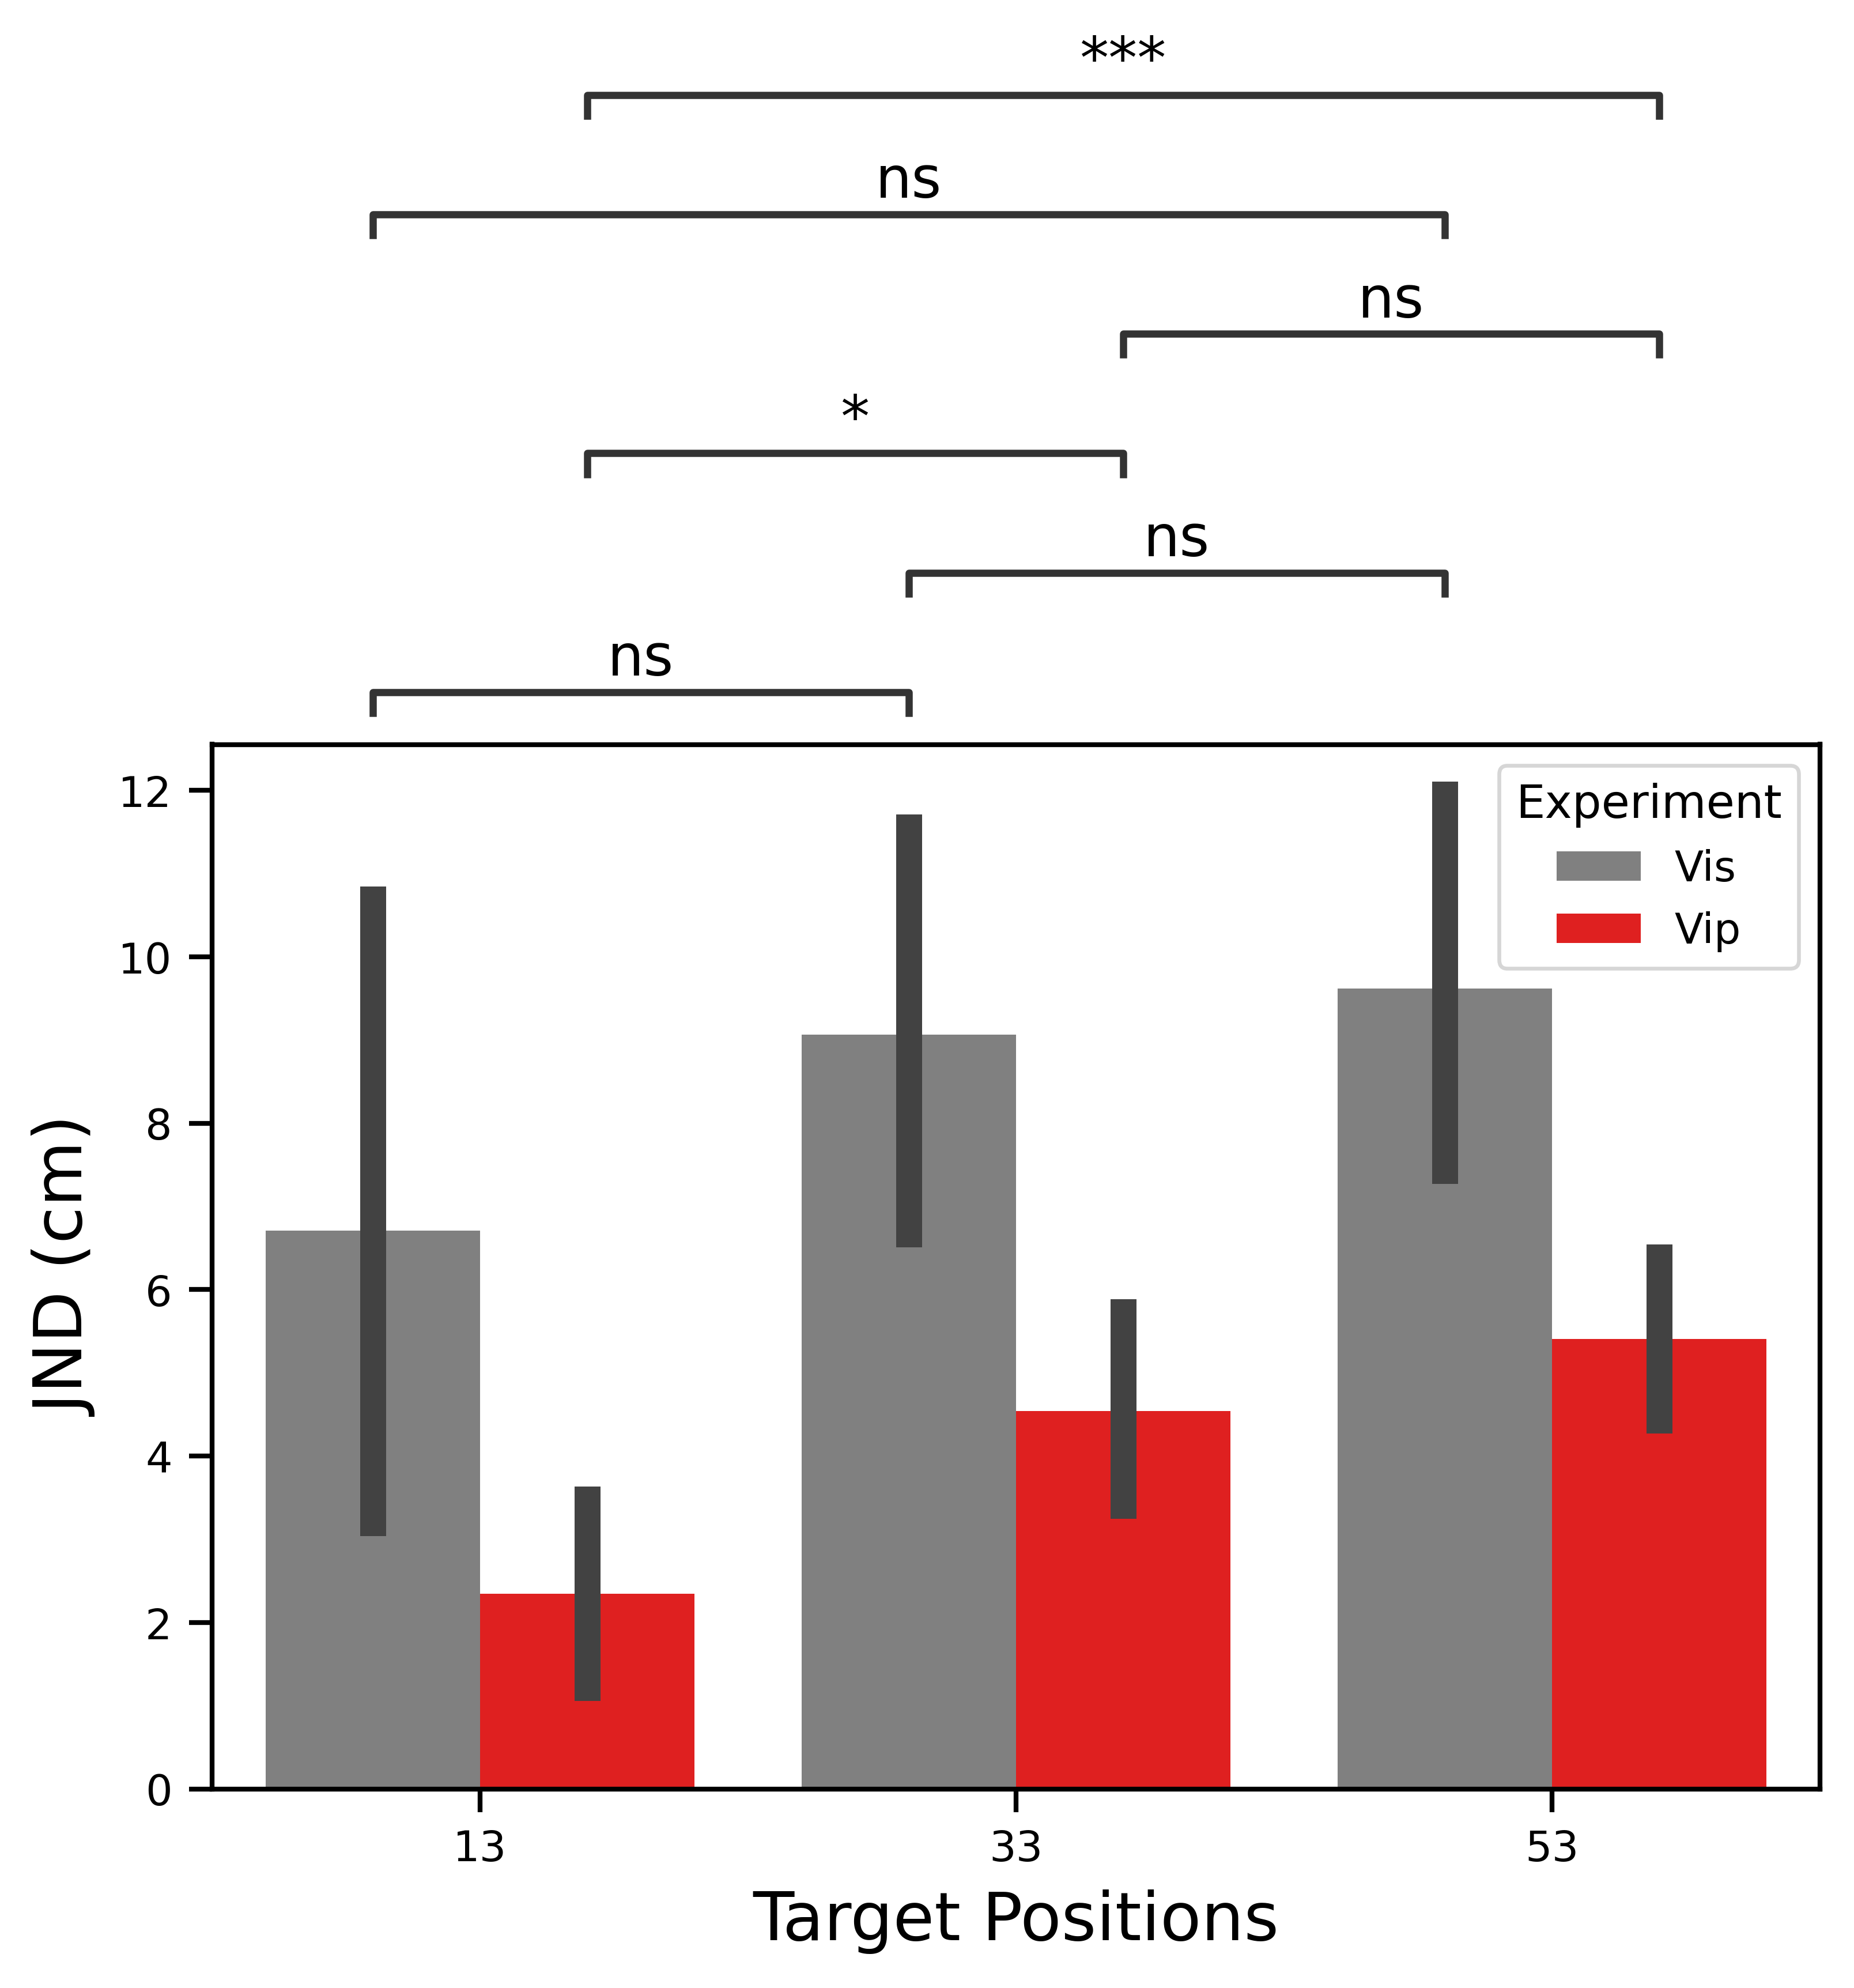 ***
ns
ns
*
ns
ns
12
10
8
6
4
2
0
JND (cm)
Experiment
Vis
Vip
13 33 53
Target Positions